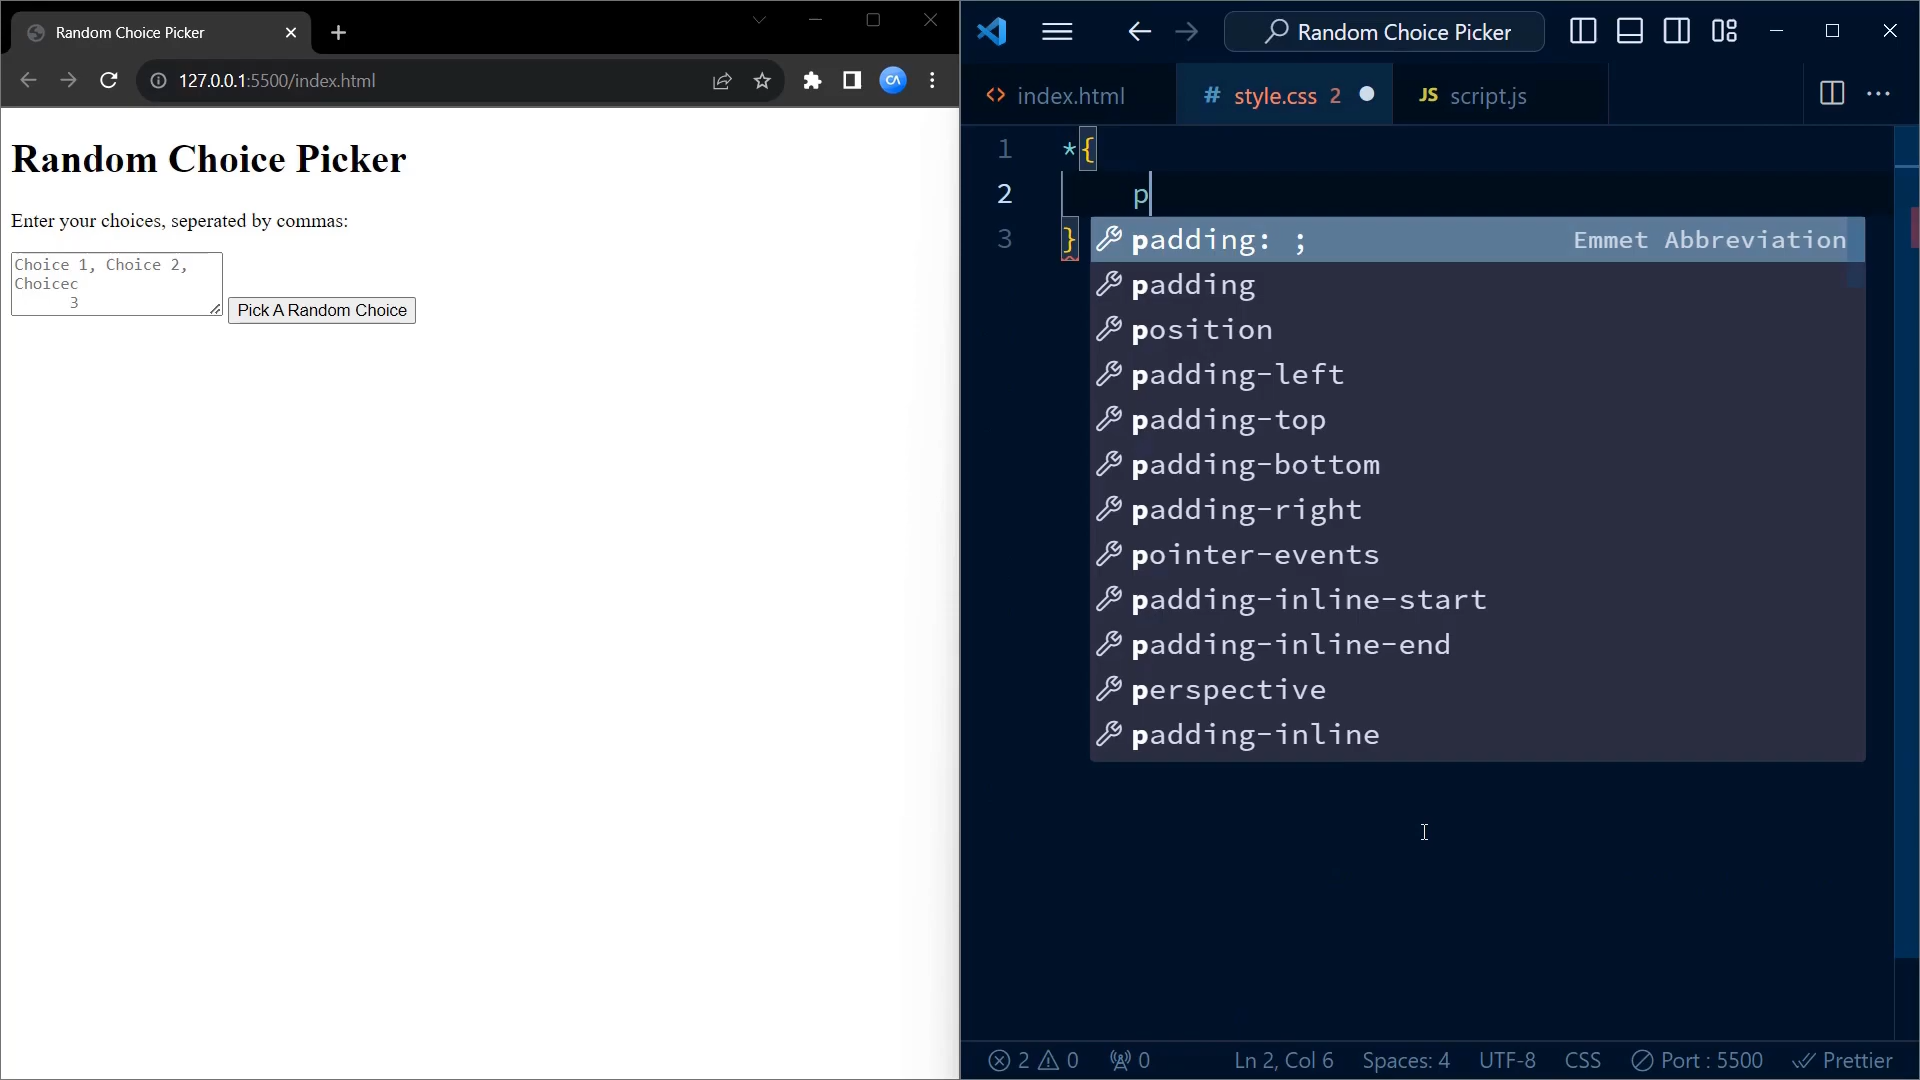 Random Choice Picker
127.0.0.1:5500/index.html
CA
Random Choice Picker
Enter your choices, seperated by commas:
Choice 1, Choice 2,
Choicec
3
Pick A Random Choice
Random Choice Picker
<> index.html
# style.css 2
JS script.js
1 *{
2 p
3 }
padding: ; Emmet Abbreviation
padding
position
padding-left
padding-top
padding-bottom
padding-right
pointer-events
padding-inline-start
padding-inline-end
perspective
padding-inline
2 0 0 Ln 2, Col 6 Spaces: 4 UTF-8 CSS Port : 5500 Prettier